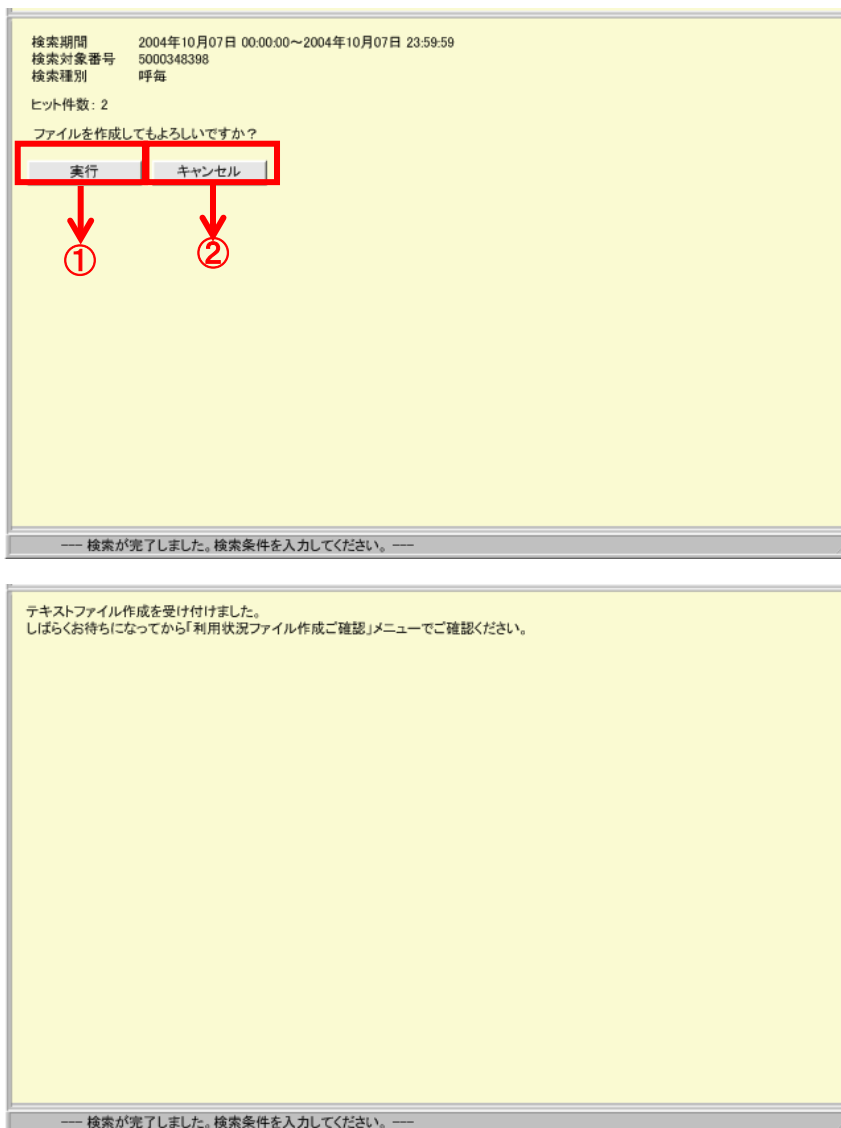 検索期間 2004年10月07日 00:00:00～2004年10月07日 23:59:59
検索対象番号 5000348398
検索種別 呼毎
ヒット件数: 2
ファイルを作成してもよろしいですか？
実行 キャンセル
① ②
--- 検索が完了しました。検索条件を入力してください。 ---
テキストファイル作成を受け付けました。
しばらくお待ちになってから「利用状況ファイル作成ご確認」メニューでご確認ください。
--- 検索が完了しました。検索条件を入力してください。 ---